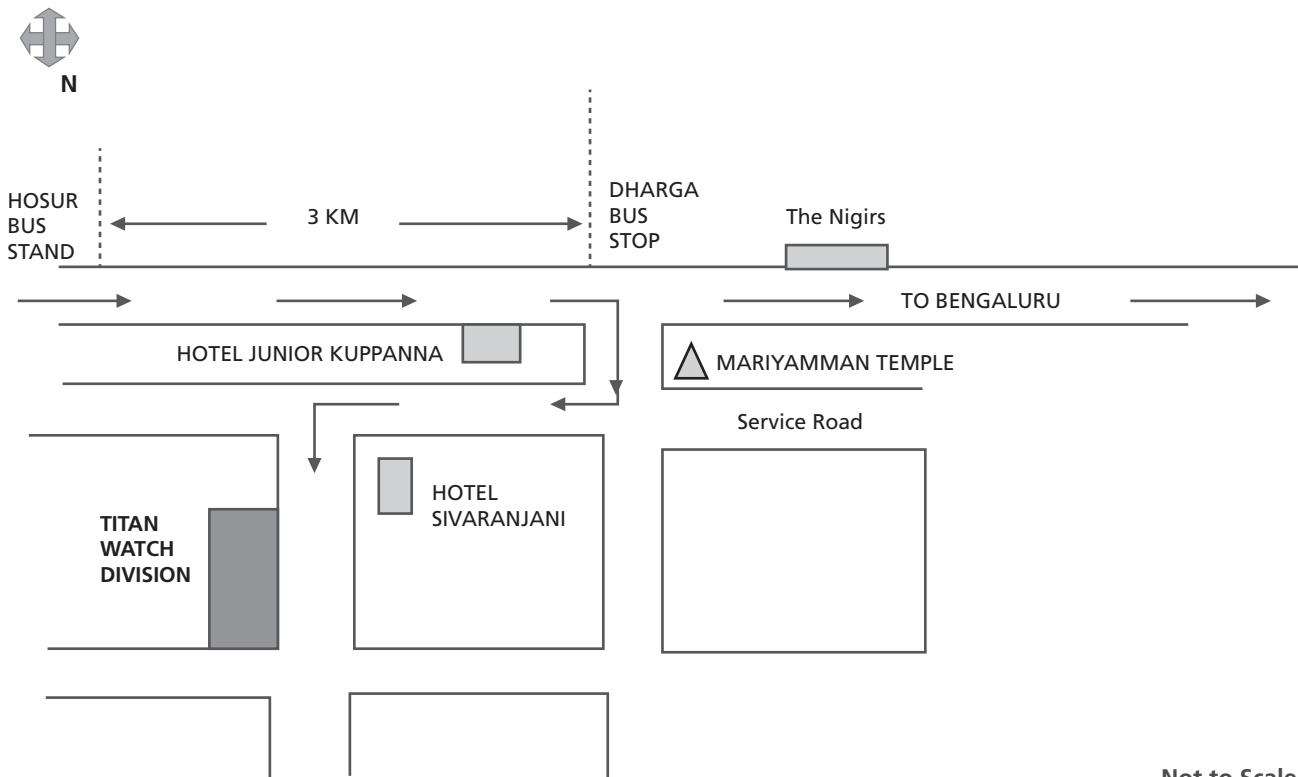 N
HOSUR
BUS
STAND
3 KM
DHARGA
BUS
STOP
The Nigirs
TO BENGALURU
HOTEL JUNIOR KUPPANNA
MARIYAMMAN TEMPLE
Service Road
HOTEL
SIVARANJANI
TITAN
WATCH
DIVISION
Not to Scale